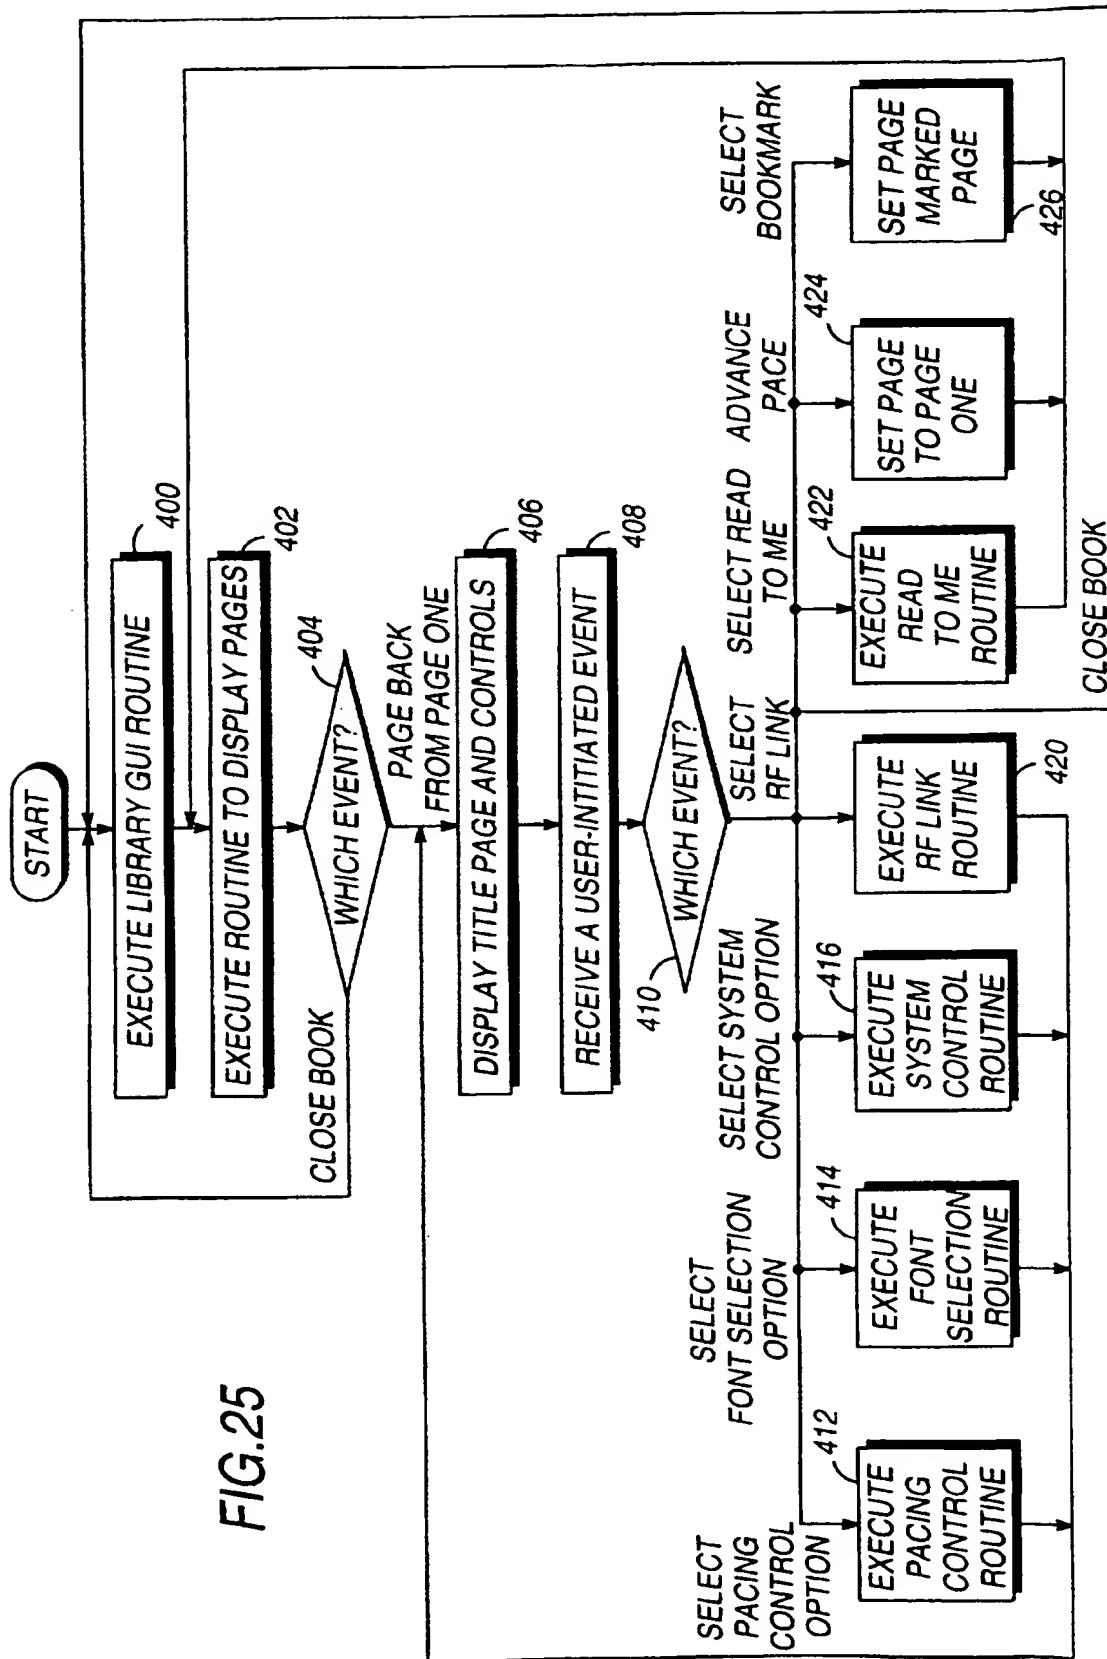 FIG.25
START
EXECUTE LIBRARY GUI ROUTINE
400
EXECUTE ROUTINE TO DISPLAY PAGES
402
WHICH EVENT?
404
CLOSE BOOK
PAGE BACK
FROM PAGE ONE
DISPLAY TITLE PAGE AND CONTROLS
406
RECEIVE A USER-INITIATED EVENT
408
WHICH EVENT?
410
SELECT
PACING
CONTROL
OPTION
SELECT
FONT SELECTION
OPTION
SELECT SYSTEM
CONTROL OPTION
SELECT
RF LINK
SELECT READ
TO ME
ADVANCE
PACE
SELECT
BOOKMARK
EXECUTE
PACING
CONTROL
ROUTINE
412
EXECUTE
FONT
SELECTION
ROUTINE
414
EXECUTE
SYSTEM
CONTROL
ROUTINE
416
EXECUTE
RF LINK
ROUTINE
420
EXECUTE
READ
TO ME
ROUTINE
422
SET PAGE
TO PAGE
ONE
424
SET PAGE
MARKED
PAGE
426
CLOSE BOOK